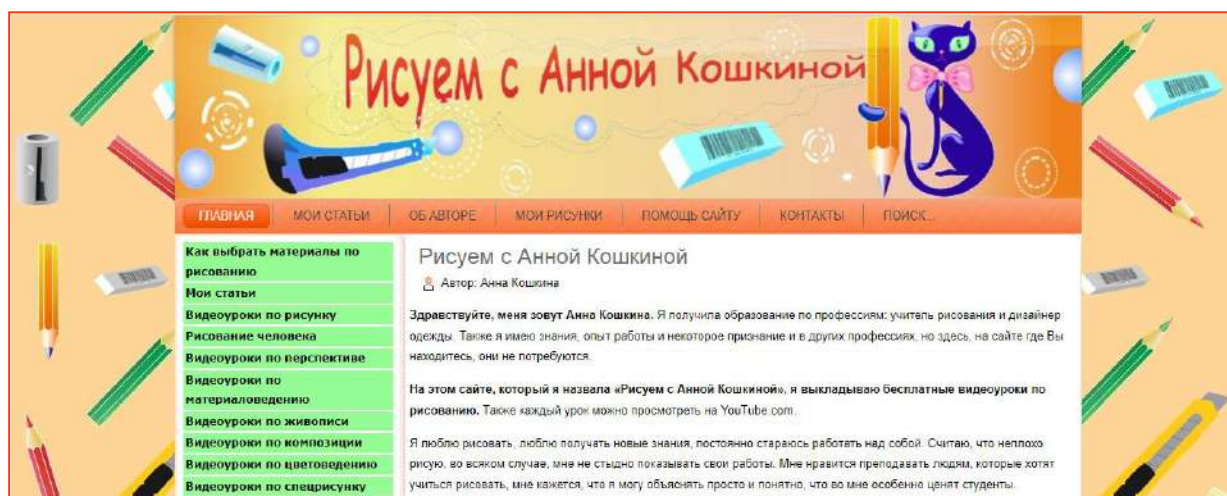 Рисуем с Анной Кошкиной
ГЛАВНАЯ МОИ СТАТЬИ ОБ АВТОРЕ МОИ РИСУНКИ ПОМОЩЬ САЙТУ КОНТАКТЫ ПОИСК...
Как выбрать материалы по
рисованию
Мои статьи
Видеоуроки по рисунку
Рисование человека
Видеоуроки по перспективе
Видеоуроки по
материаловедению
Видеоуроки по живописи
Видеоуроки по композиции
Видеоуроки по цветоведению
Видеоуроки по спецрисунку
Рисуем с Анной Кошкиной
Автор: Анна Кошкина
Здравствуйте, меня зовут Анна Кошкина. Я получила образование по профессиям: учитель рисования и дизайнер
одежды. Также я имею знания, опыт работы и некоторое признание и в других профессиях, но здесь, на сайте где Вы
находитесь, они не потребуются.
На этом сайте, который я назвала «Рисуем с Анной Кошкиной», я выкладываю бесплатные видеоуроки по
рисованию. Также каждый урок можно просмотреть на YouTube.com.
Я люблю рисовать, люблю получать новые знания, постоянно стараюсь работать над собой. Считаю, что неплохо
рисую, во всяком случае, мне не стыдно показывать свои работы. Мне нравится преподавать людям, которые хотят
учиться рисовать, мне кажется, что я могу объяснять просто и понятно, что во мне особенно ценят студенты.